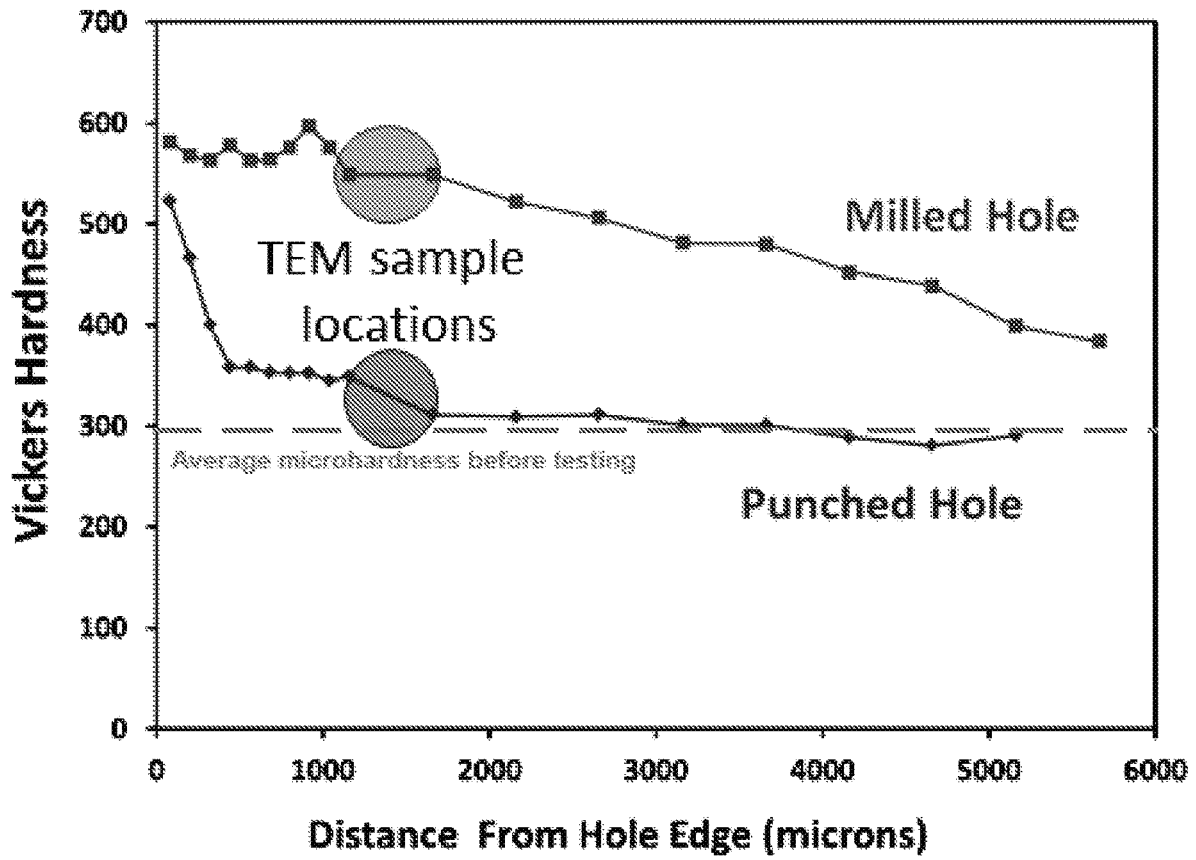 700
600
500
400
300
200
100
0
Vickers Hardness
Milled Hole
TEM sample
locations
Average microhardness before testing
Punched Hole
0 1000 2000 3000 4000 5000 6000
Distance From Hole Edge (microns)